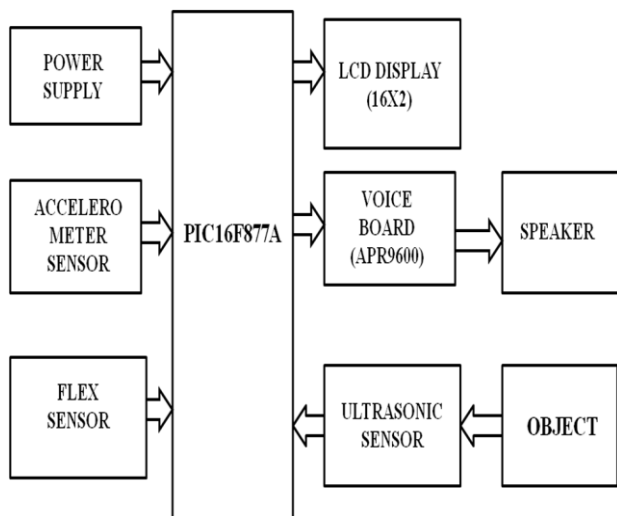 POWER
SUPPLY
ACCELERO
METER
SENSOR
FLEX
SENSOR
PIC16F877A
LCD DISPLAY
(16X2)
VOICE
BOARD
(APR9600)
SPEAKER
ULTRASONIC
SENSOR
OBJECT